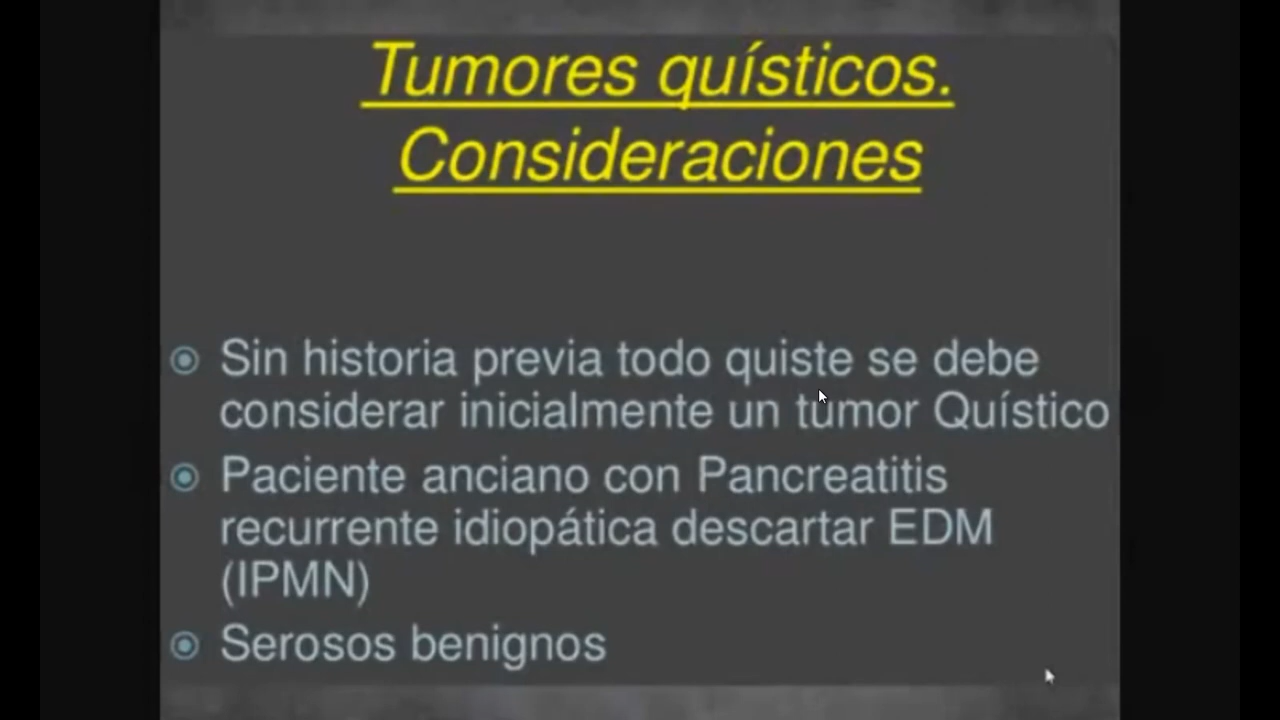 Tumores quísticos.
Consideraciones
Sin historia previa todo quiste se debe
considerar inicialmente un tumor Quístico
Paciente anciano con Pancreatitis
recurrente idiopática descartar EDM
(IPMN)
Serosos benignos